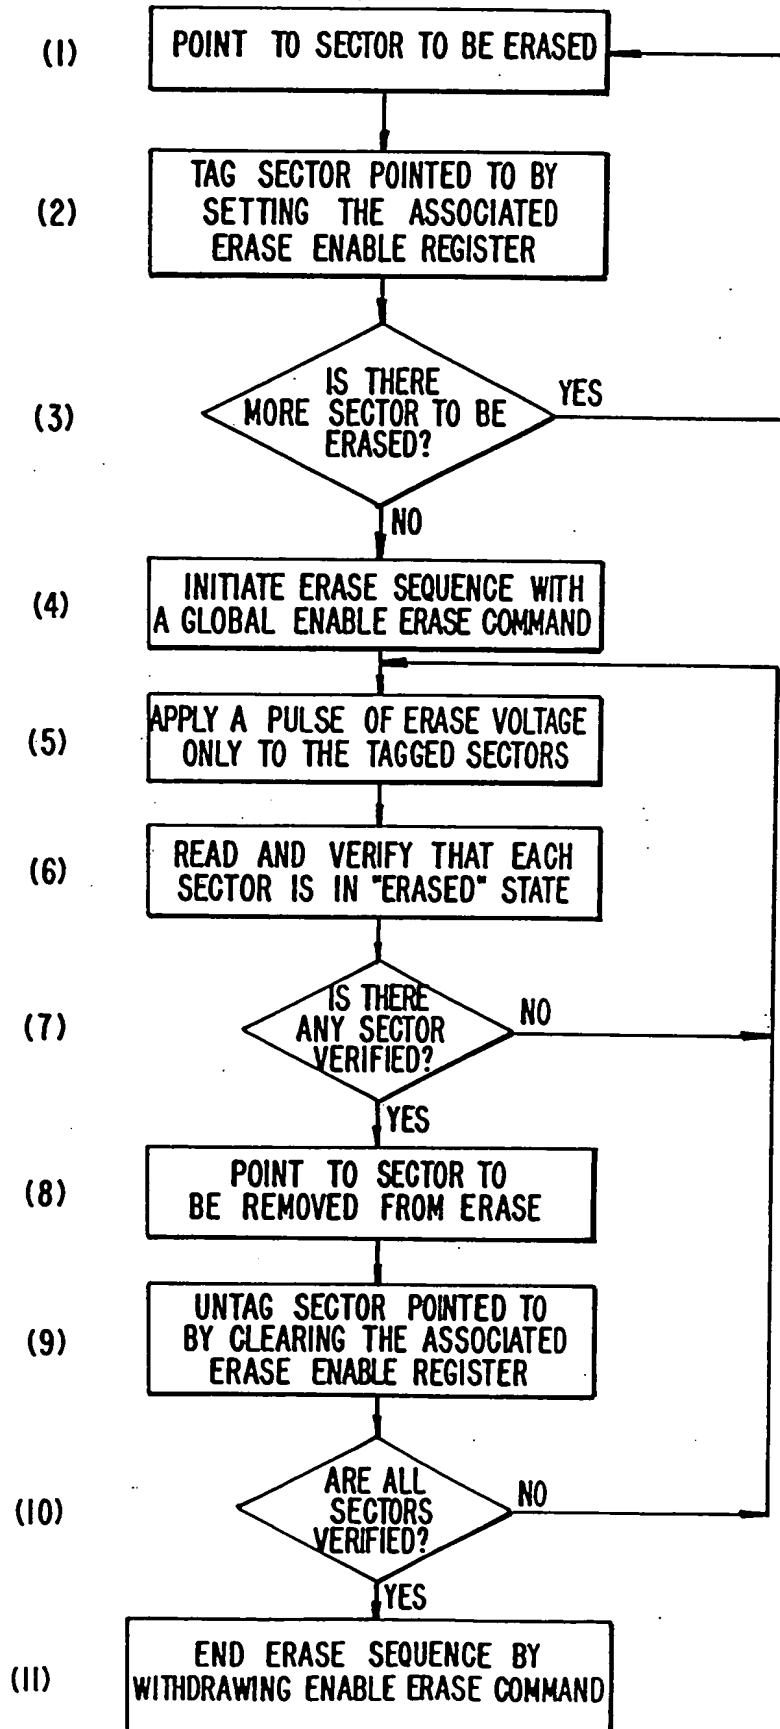 (1)
POINT TO SECTOR TO BE ERASED
(2)
TAG SECTOR POINTED TO BY
SETTING THE ASSOCIATED
ERASE ENABLE REGISTER
(3)
IS THERE
MORE SECTOR TO BE
ERASED?
YES
NO
(4)
INITIATE ERASE SEQUENCE WITH
A GLOBAL ENABLE ERASE COMMAND
(5)
APPLY A PULSE OF ERASE VOLTAGE
ONLY TO THE TAGGED SECTORS
(6)
READ AND VERIFY THAT EACH
SECTOR IS IN "ERASED" STATE
(7)
IS THERE
ANY SECTOR
VERIFIED?
NO
YES
(8)
POINT TO SECTOR TO
BE REMOVED FROM ERASE
(9)
UNTAG SECTOR POINTED TO
BY CLEARING THE ASSOCIATED
ERASE ENABLE REGISTER
(10)
ARE ALL
SECTORS
VERIFIED?
NO
YES
(11)
END ERASE SEQUENCE BY
WITHDRAWING ENABLE ERASE COMMAND